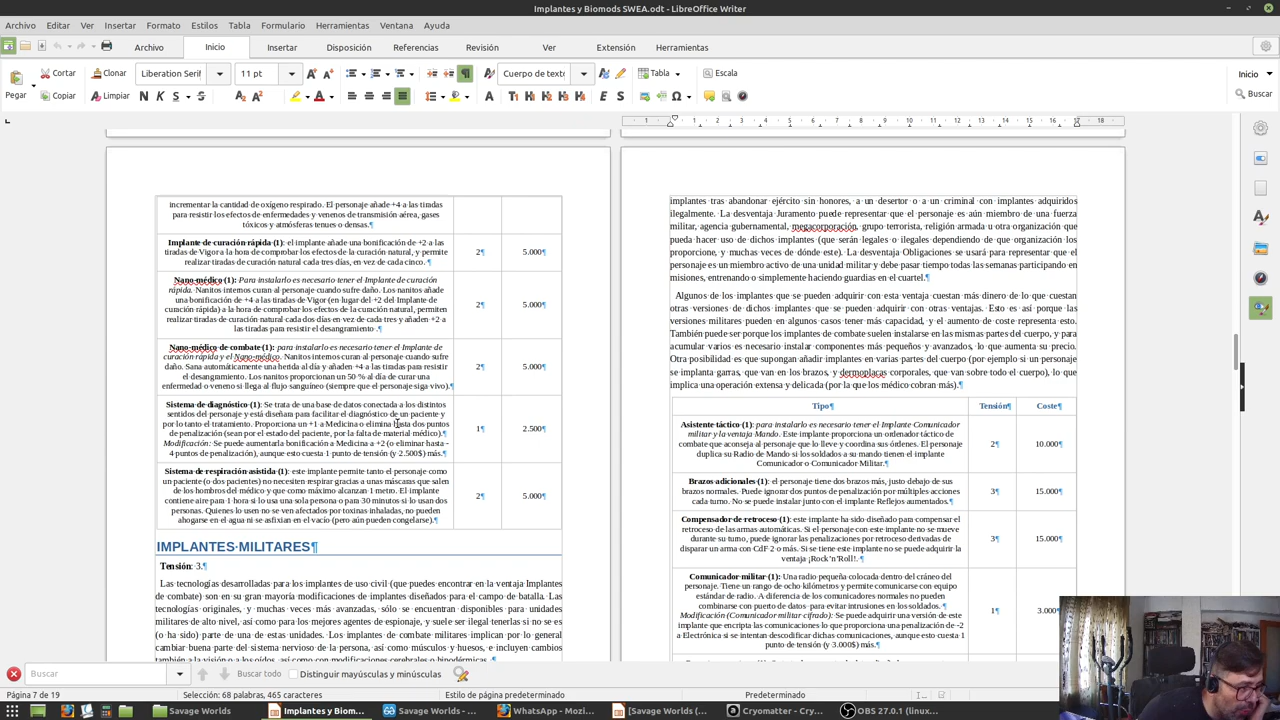 Implantes y Biomods SWEA.odt - LibreOffice Writer
Archivo Editar Ver Insertar Formato Estilos Tabla Formulario Herramientas Ventana Ayuda
Archivo Inicio Insertar Disposición Referencias Revisión Ver Extensión Herramientas
Pegar Cortar Clonar Liberation Serif 11 pt Cuerpo de texto Tabla Escala Inicio
Copiar Limpiar Buscar
incrementar la cantidad de oxígeno respirado. El personaje añade +4 a las tiradas
para resistir los efectos de enfermedades y venenos de transmisión aérea, gases
tóxicos y atmósferas tenues o densas.¶
Implante de curación rápida (1): el implante añade una bonificación de +2 a las
tiradas de Vigor a la hora de comprobar los efectos de la curación natural, y permite
realizar tiradas de curación natural cada tres días, en vez de cada cinco. ¶
2¶ 5.000¶
Nano-médico (1): Para instalarlo es necesario tener el Implante de curación
rápida. Nanitos internos curan al personaje cuando sufre daño. Los nanitos añade
una bonificación de +4 a las tiradas de Vigor (en lugar del +2 del Implante de
curación rápida) a la hora de comprobar los efectos de la curación natural, permiten
realizar tiradas de curación natural cada dos días en vez de cada tres y añaden +2 a
las tiradas para resistir el desangramiento .¶
2¶ 5.000¶
Nano-médico de combate (1): para instalarlo es necesario tener el Implante de
curación rápida y el Nano-médico. Nanitos internos curan al personaje cuando sufre
daño. Sana automáticamente una herida al día y añaden +4 a las tiradas para resistir
el desangramiento. Los nanitos proporcionan un 50 % al día de curar una
enfermedad o veneno si llega al flujo sanguíneo (siempre que el personaje siga vivo).¶
2¶ 5.000¶
Sistema de diagnóstico (1): Se trata de una base de datos conectada a los distintos
sentidos del personaje y está diseñara para facilitar el diagnóstico de un paciente y
por lo tanto el tratamiento. Proporciona un +1 a Medicina o elimina hasta dos puntos
de penalización (sean por el estado del paciente, por la falta de material médico).¶
Modificación: Se puede aumentarla bonificación a Medicina a +2 (o eliminar hasta -
4 puntos de penalización), aunque esto cuesta 1 punto de tensión (y 2.500$) más.¶
1¶ 2.500¶
Sistema de respiración asistida (1): este implante permite tanto el personaje como
un paciente (o dos pacientes) no necesiten respirar gracias a unas máscaras que salen
de los hombros del médico y que como máximo alcanzan 1 metro. El implante
contiene aire para 1 hora si lo usa una sola persona o para 30 minutos si lo usan dos
personas. Quienes lo usen no se ven afectados por toxinas inhaladas, no pueden
ahogarse en el agua ni se asfixian en el vacío (pero aún pueden congelarse).¶
2¶ 5.000¶
IMPLANTES MILITARES¶
Tensión: 3.¶
Las tecnologías desarrolladas para los implantes de uso civil (que puedes encontrar en la ventaja Implantes
de combate) son en su gran mayoría modificaciones de implantes diseñados para el campo de batalla. Las
tecnologías originales, y muchas veces más avanzadas, sólo se encuentran disponibles para unidades
militares de alto nivel, así como para los mejores agentes de espionaje, y suele ser ilegal tenerlas si no se es
(o ha sido) parte de una de estas unidades. Los implantes de combate militares implican por lo general
cambiar buena parte del sistema nervioso de la persona, así como músculos y huesos, e incluyen cambios
también a la visión o a los oídos, así como modificaciones cerebrales o hipodérmicas. ¶
implantes tras abandonar ejército sin honores, a un desertor o a un criminal con implantes adquiridos
ilegalmente. La desventaja Juramento puede representar que el personaje es aún miembro de una fuerza
militar, agencia gubernamental, megacorporación, grupo terrorista, religión armada u otra organización que
pueda hacer uso de dichos implantes (que serán legales o ilegales dependiendo de que organización los
proporcione, y muchas veces de dónde este). La desventaja Obligaciones se usará para representar que el
personaje es un miembro activo de una unidad militar y debe pasar tiempo todas las semanas participando en
misiones, entrenando o simplemente haciendo guardias en el cuartel.¶
Algunos de los implantes que se pueden adquirir con esta ventaja cuestan más dinero de lo que cuestan
otras versiones de dichos implantes que se pueden adquirir con otras ventajas. Esto es así porque las
versiones militares pueden en algunos casos tener más capacidad, y el aumento de coste representa esto.
También puede ser porque los implantes de combate suelen instalarse en las mismas partes del cuerpo, y para
acumular varios es necesario instalar componentes más pequeños y avanzados, lo que aumenta su precio.
Otra posibilidad es que supongan añadir implantes en varias partes del cuerpo (por ejemplo si un personaje
se implanta garras, que van en los brazos, y dermoplacas corporales, que van sobre todo el cuerpo), lo que
implica una operación extensa y delicada (por la que los médico cobran más).¶
Tipo¶ Tensión¶ Coste¶
Asistente táctico (1): para instalarlo es necesario tener el Implante Comunicador
militar y la ventaja Mando. Este implante proporciona un ordenador táctico de
combate que aconseja al personaje que lo lleve y coordina sus órdenes. El personaje
duplica su Radio de Mando si los soldados a su mando tienen el implante
Comunicador o Comunicador Militar.¶
2¶ 10.000¶
Brazos adicionales (1): el personaje tiene dos brazos más, justo debajo de sus
brazos normales. Puede ignorar dos puntos de penalización por múltiples acciones
cada turno. No se puede instalar junto con el implante Reflejos aumentados.¶
3¶ 15.000¶
Compensador de retroceso (1): este implante ha sido diseñado para compensar el
retroceso de las armas automáticas. Si el personaje con este implante no se mueve
durante su turno, puede ignorar las penalizaciones por retroceso derivadas de
disparar un arma con CdF 2 o más. Si se tiene este implante no se puede adquirir la
ventaja ¡Rock'n'Roll!. ¶
3¶ 15.000¶
Comunicador militar (1): Una radio pequeña colocada dentro del cráneo del
personaje. Tiene un rango de ocho kilómetros y permite comunicarse con equipo
estándar de radio. A diferencia de los comunicadores normales no pueden
combinarse con puerto de datos para evitar intrusiones en los soldados. ¶
Modificación (Comunicador militar cifrado): Se puede adquirir una versión de este
implante que encripta las comunicaciones lo que proporciona una penalización de -2
a Electrónica si se intentan descodificar dichas comunicaciones, aunque esto cuesta 1
punto de tensión (y 3.000$) más.¶
1¶ 3.000¶
Buscar Buscar todo Distinguir mayúsculas y minúsculas
Página 7 de 19 Selección: 68 palabras, 465 caracteres Estilo de página predeterminado Predeterminado
Savage Worlds Implantes y Biom... Savage Worlds - ... WhatsApp - Mozi... [Savage Worlds (... Cryomatter - Cr... OBS 27.0.1 (linux...